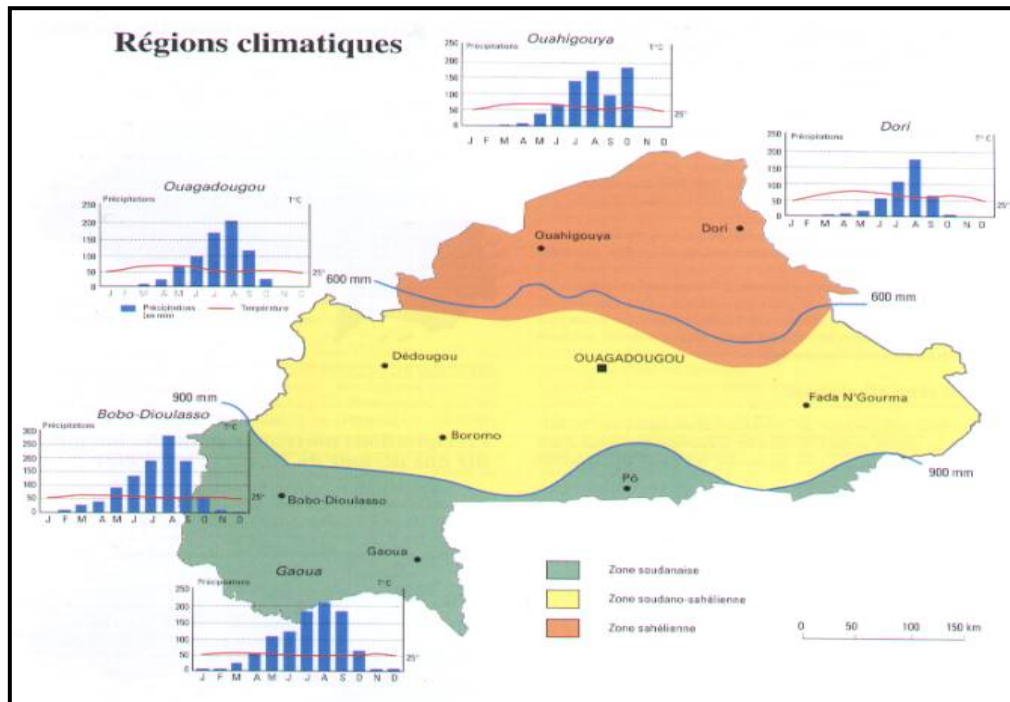 Régions climatiques
Ouahigouya
Précipitations T°C
250
200
150
100
50
0
25°
J F M A M J J A S O N D
Dori
Précipitations T°C
250
200
150
100
50
0
25°
J F M A M J J A S O N D
Ouagadougou
Précipitations T°C
250
200
150
100
50
0
25°
J F M A M J J A S O N D
Précipitations Température
(en mm)
Ouahigouya
Dori
600 mm
600 mm
Dédougou
OUAGADOUGOU
Fada N'Gourma
900 mm
Boromo
900 mm
Pô
Bobo-Dioulasso
Gaoua
Bobo-Dioulasso
Précipitations T°C
300
250
200
150
100
50
0
25°
J F M A M J J A S O N D
Gaoua
Précipitations T°C
250
200
150
100
50
0
25°
J F M A M J J A S O N D
Zone soudanaise
Zone soudano-sahélienne
Zone sahélienne
0 50 100 150 km